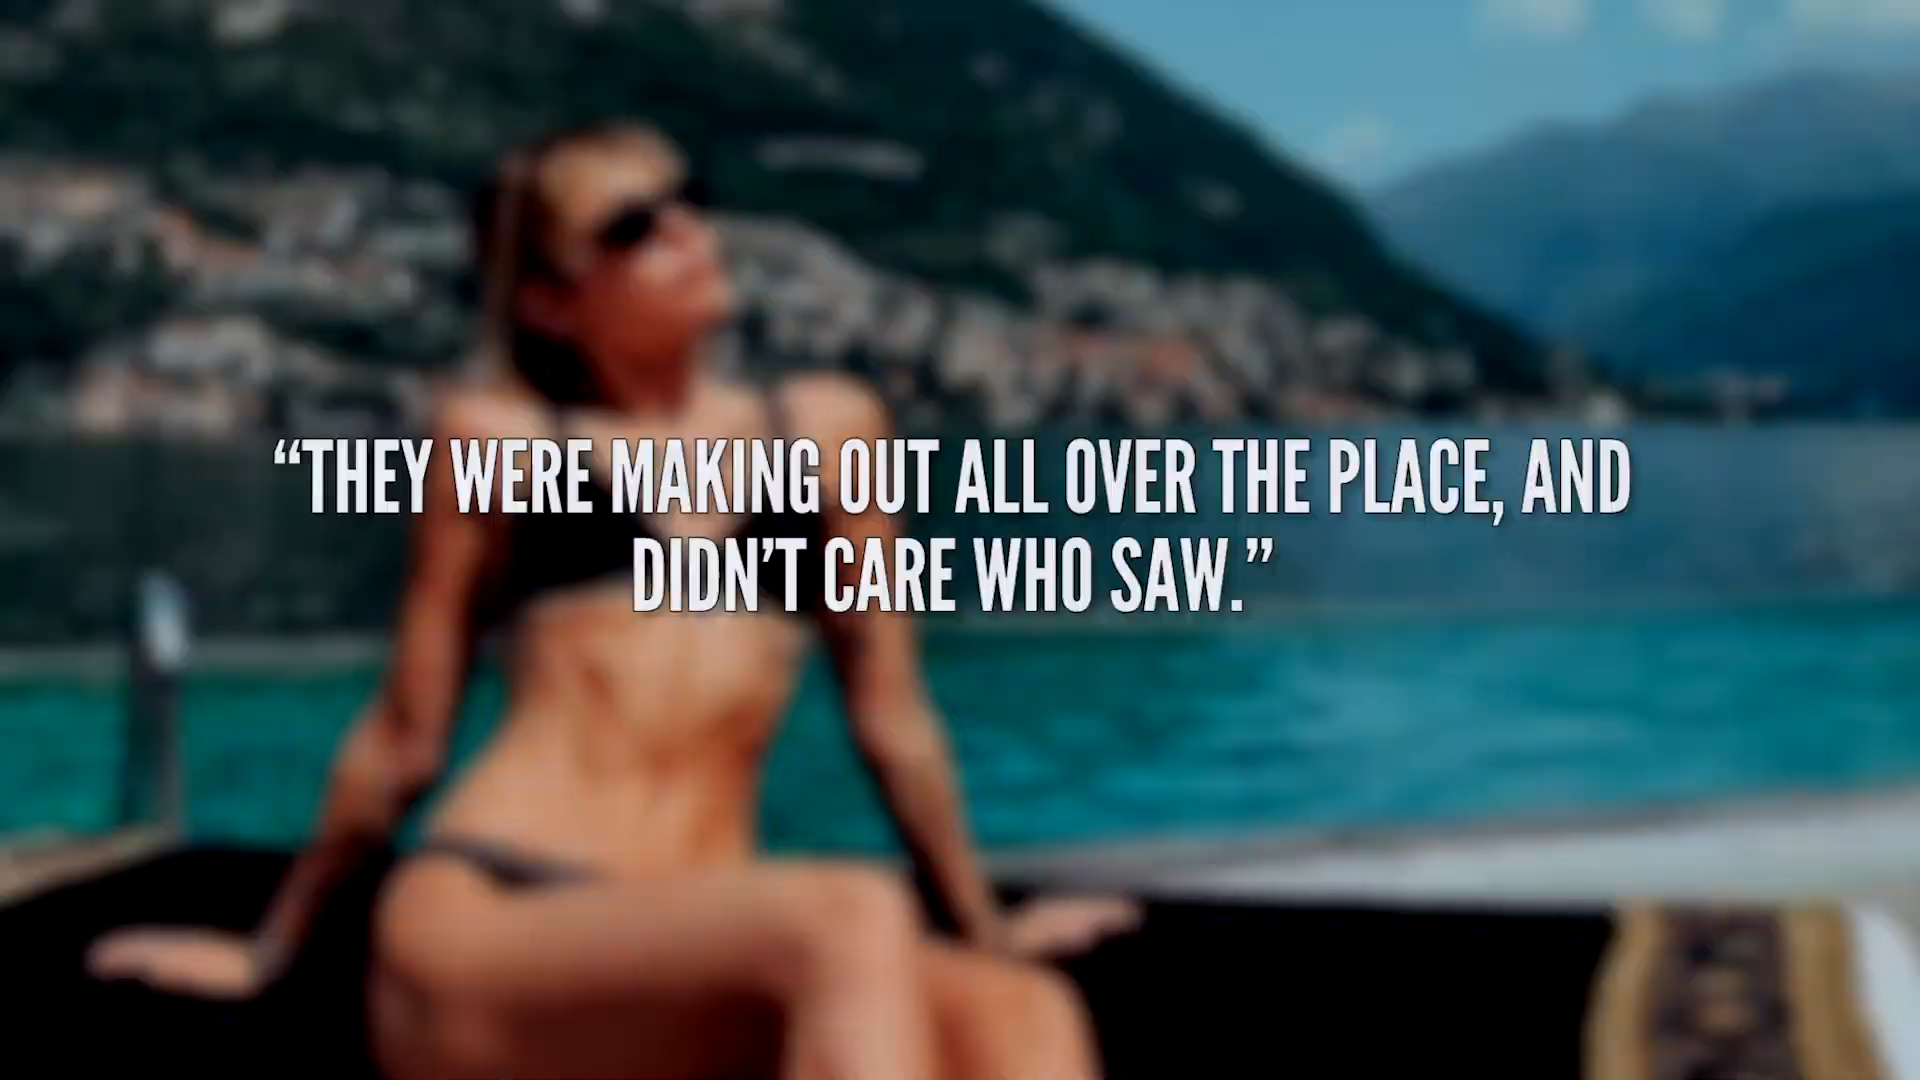 “THEY WERE MAKING OUT ALL OVER THE PLACE, AND
DIDN’T CARE WHO SAW.”